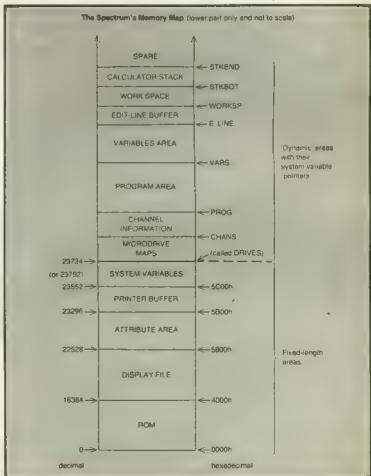 The Spectrum's Memory Map (lower part only and not to scale)
SPARE
STKEND
CALCULATOR STACK
STKBOT
WORK SPACE
WORKSP
EDIT-LINE BUFFER
E LINE
VARIABLES AREA
'Dynamic' areas
with their
system variable
pointers
VARS
PROGRAM AREA
PROG
CHANNEL
INFORMATION
CHANS
MICRODRIVE
MAPS
(called DRIVES)
23734
(or 23792)
SYSTEM VARIABLES
23552
5C00h
PRINTER BUFFER
23296
5B00h
ATTRIBUTE AREA
22528
5800h
DISPLAY FILE
Fixed-length
areas
16384
4000h
ROM
0
0000h
decimal
hexadecimal